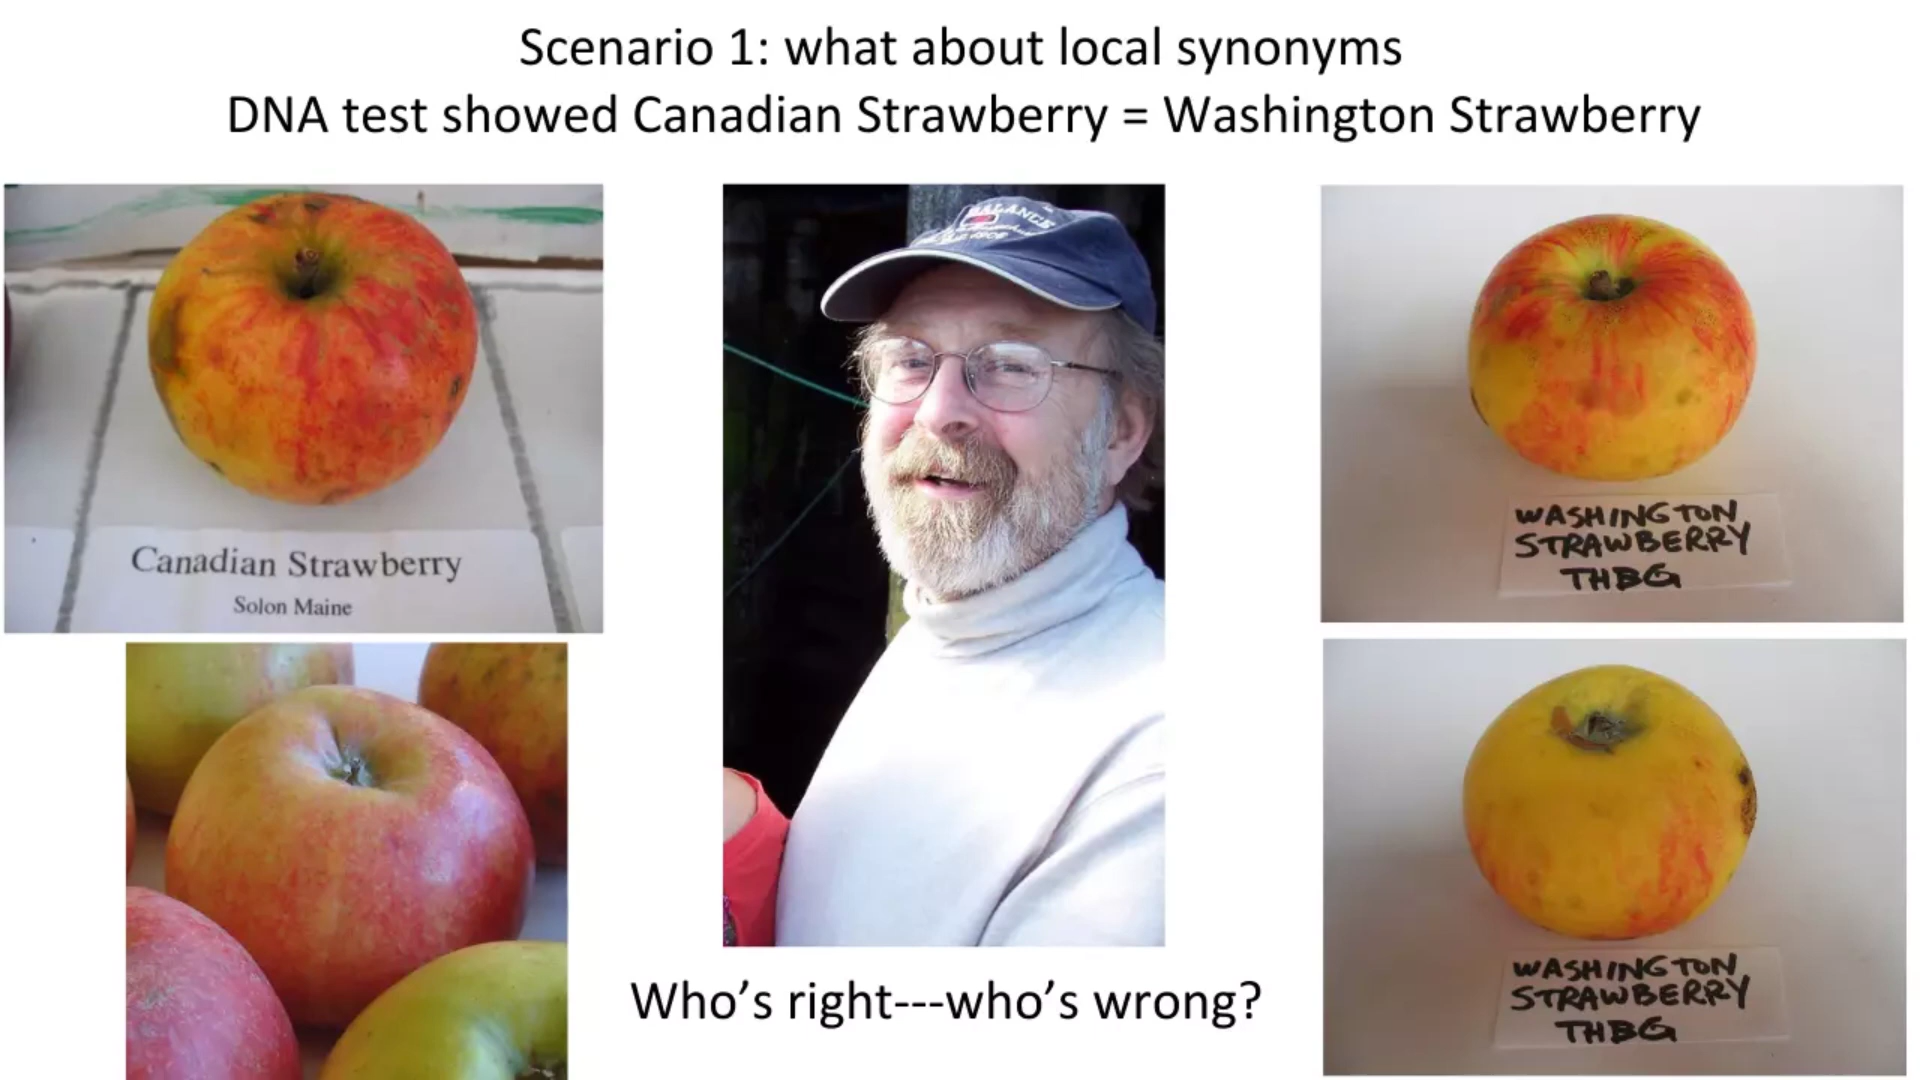 Scenario 1: what about local synonyms
DNA test showed Canadian Strawberry = Washington Strawberry
BALANCE
Canadian Strawberry
Solon Maine
WASHINGTON
STRAWBERRY
THBG
Who's right---who's wrong?
WASHINGTON
STRAWBERRY
THBG